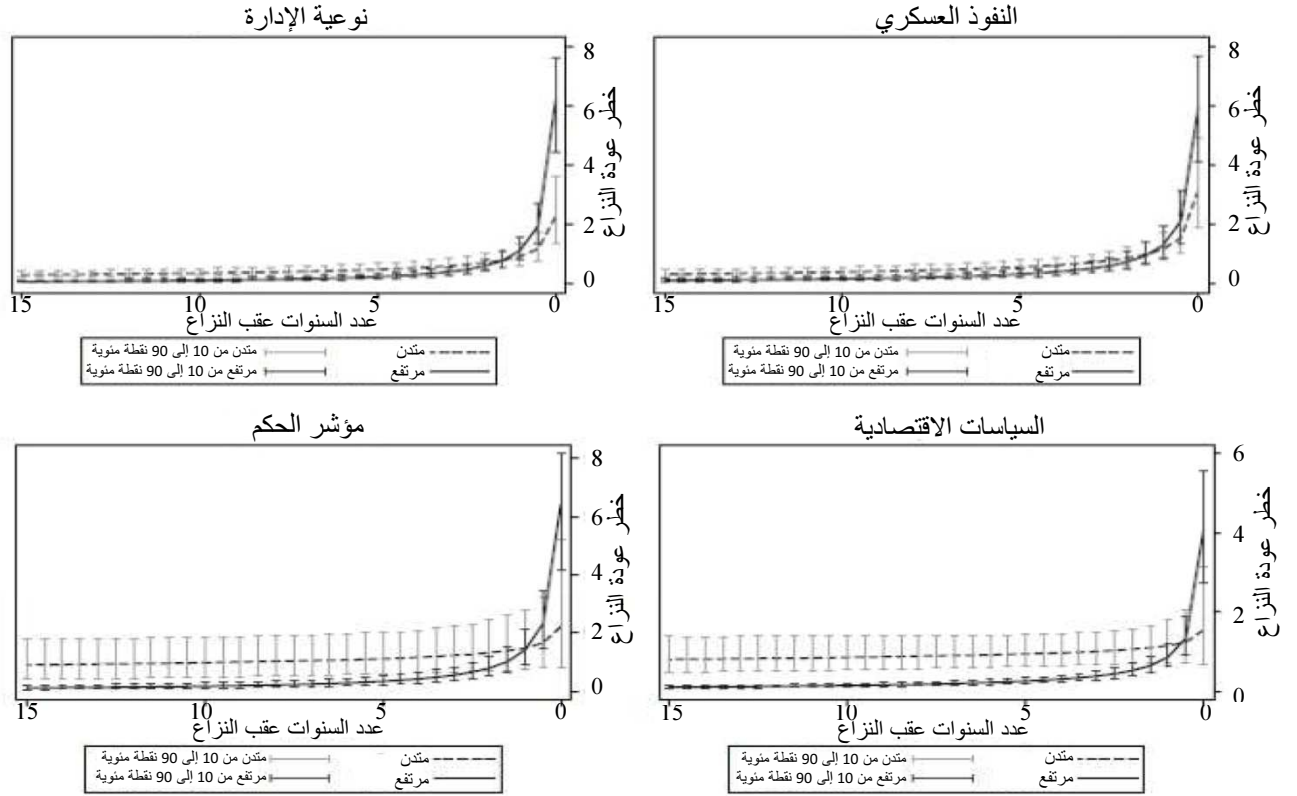 النفوذ العسكري
8
6
4
2
0
خطر عودة النزاع
0
5
10
15
عدد السنوات عقب النزاع
متدن
متدن من 10 إلى 90 نقطة مئوية
مرتفع
مرتفع من 10 إلى 90 نقطة مئوية
نوعية الإدارة
8
6
4
2
0
خطر عودة النزاع
0
5
10
15
عدد السنوات عقب النزاع
متدن
متدن من 10 إلى 90 نقطة مئوية
مرتفع
مرتفع من 10 إلى 90 نقطة مئوية
السياسات الاقتصادية
6
4
2
0
خطر عودة النزاع
0
5
10
15
عدد السنوات عقب النزاع
متدن
متدن من 10 إلى 90 نقطة مئوية
مرتفع
مرتفع من 10 إلى 90 نقطة مئوية
مؤشر الحكم
8
6
4
2
0
خطر عودة النزاع
0
5
10
15
عدد السنوات عقب النزاع
متدن
متدن من 10 إلى 90 نقطة مئوية
مرتفع
مرتفع من 10 إلى 90 نقطة مئوية